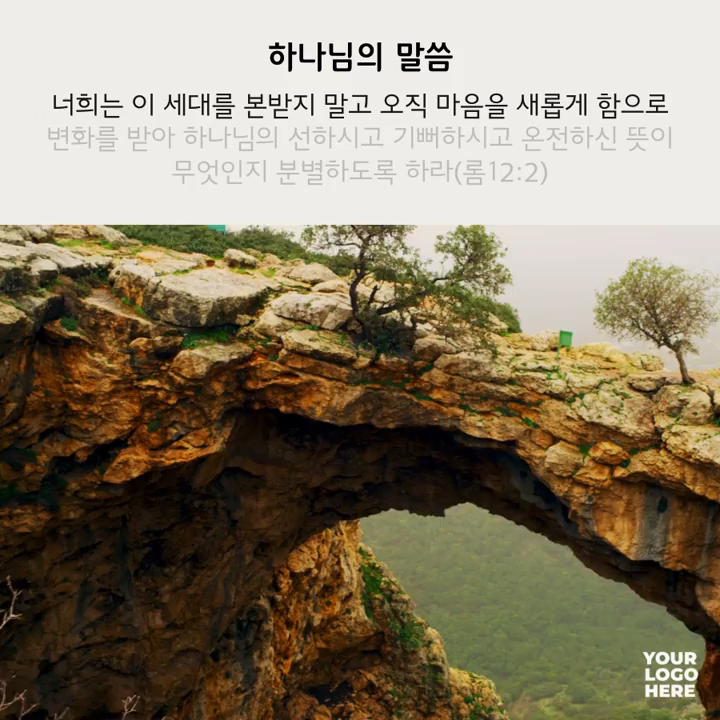 하나님의 말씀
너희는 이 세대를 본받지 말고 오직 마음을 새롭게 함으로
변화를 받아 하나님의 선하시고 기뻐하시고 온전하신 뜻이
무엇인지 분별하도록 하라(롬12:2)
YOUR
LOGO
HERE